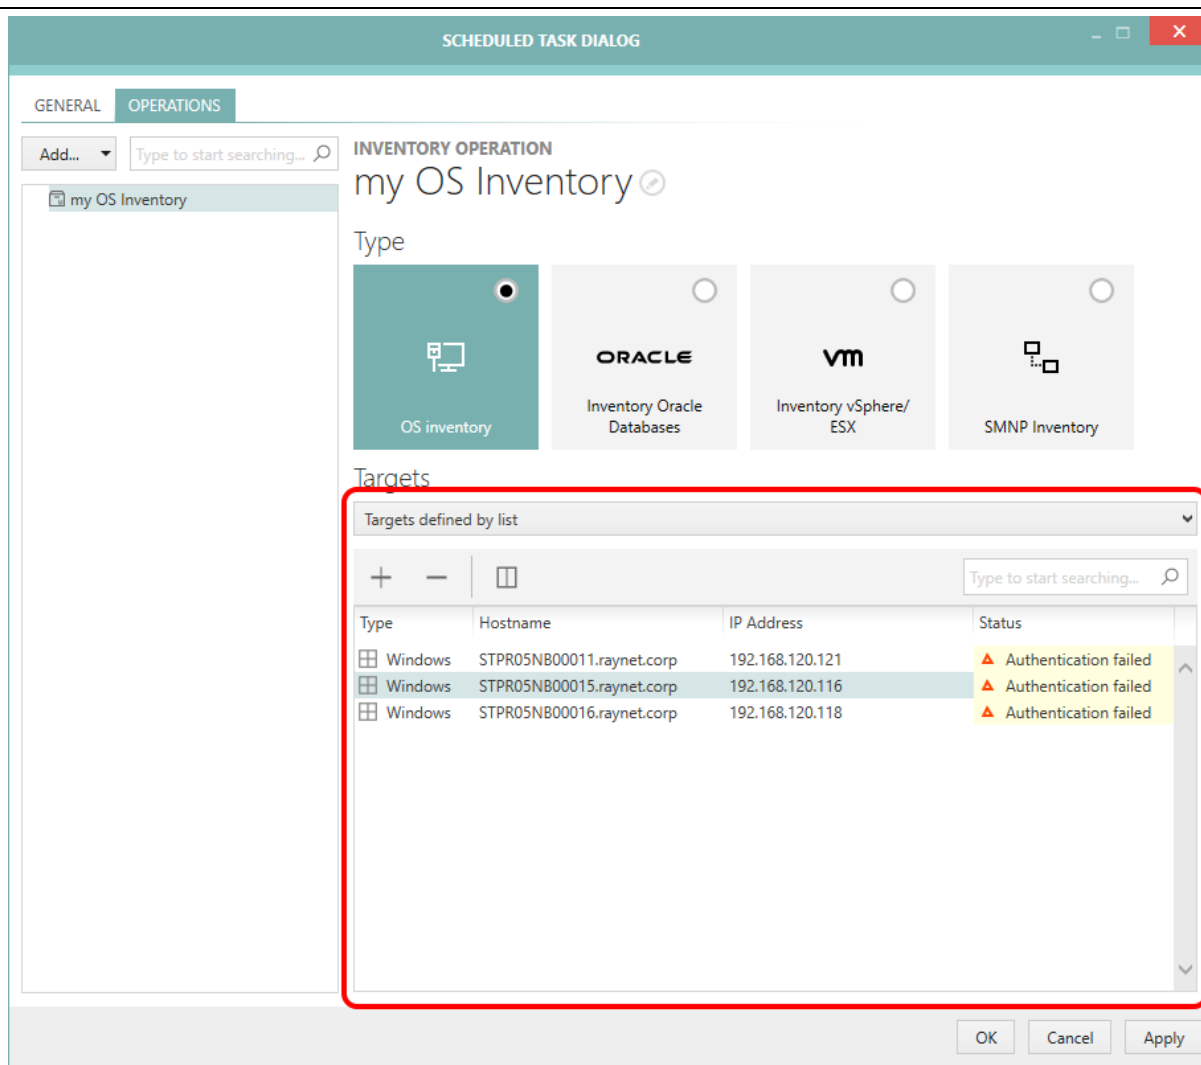 SCHEDULED TASK DIALOG
GENERAL OPERATIONS
Add... Type to start searching...
my OS Inventory
INVENTORY OPERATION
my OS Inventory
Type
OS inventory
ORACLE
Inventory Oracle
Databases
vm
Inventory vSphere/
ESX
SMNP Inventory
Targets
Targets defined by list
Type to start searching...
Type Hostname IP Address Status
Windows STPR05NB00011.raynet.corp 192.168.120.121 Authentication failed
Windows STPR05NB00015.raynet.corp 192.168.120.116 Authentication failed
Windows STPR05NB00016.raynet.corp 192.168.120.118 Authentication failed
OK Cancel Apply